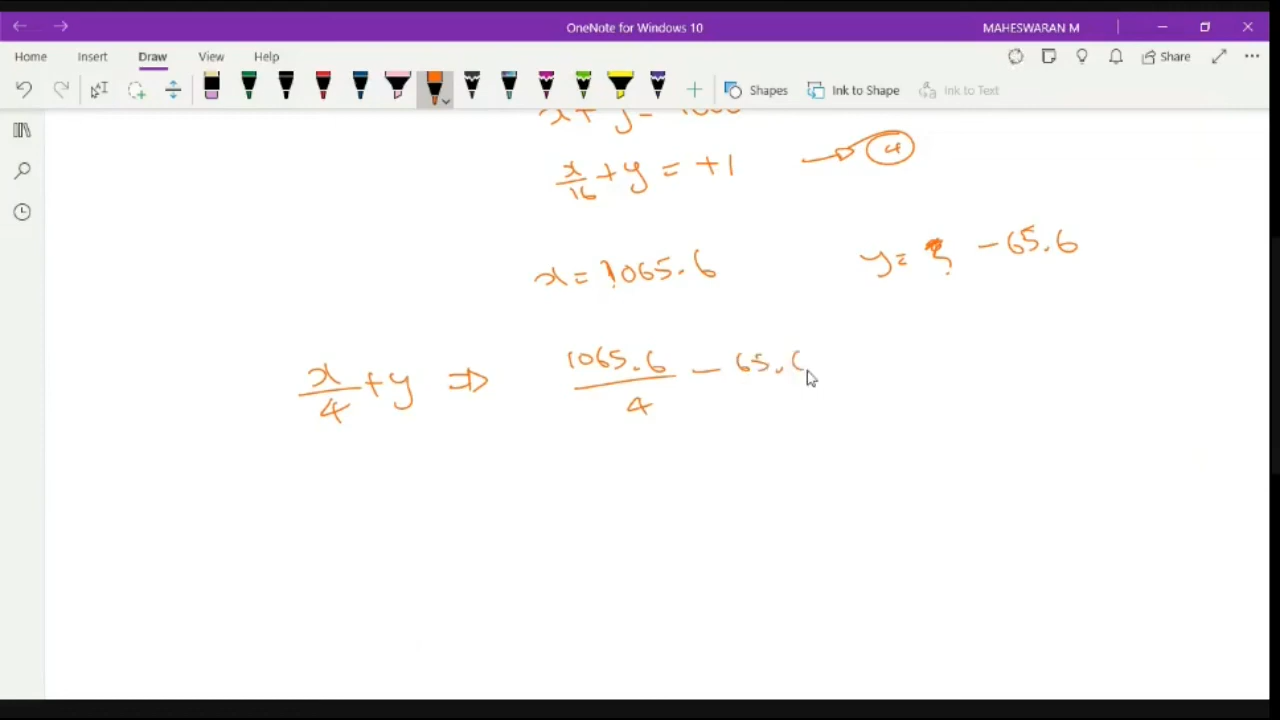 OneNote for Windows 10
MAHESWARAN M
Home Insert Draw View Help
Share
Shapes Ink to Shape Ink to Text
x + y = 1000
x/16 + y = +1 → 4
x = 1065.6 y = - 65.6
x/4 + y ⇒ 1065.6/4 - 65.6